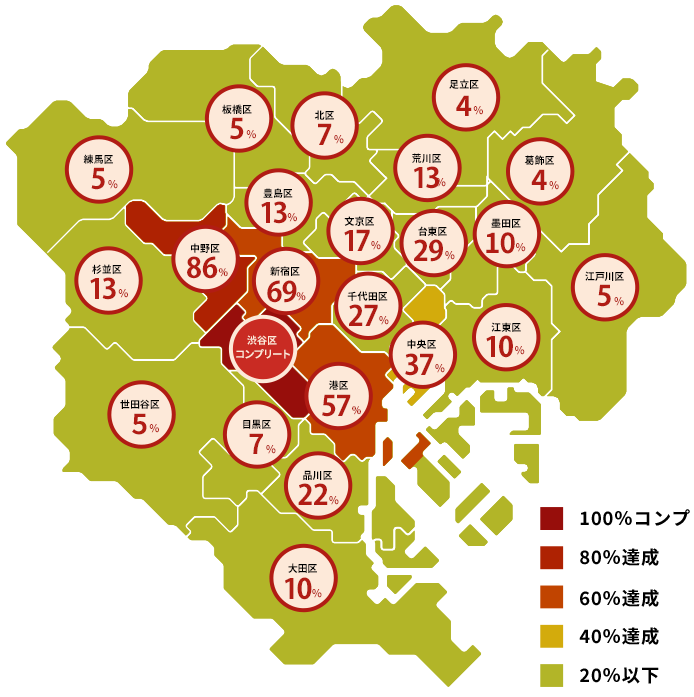 足立区
4%
板橋区
5%
北区
7%
練馬区
5%
荒川区
13%
葛飾区
4%
豊島区
13%
文京区
17%
台東区
29%
墨田区
10%
中野区
86%
杉並区
13%
新宿区
69%
千代田区
27%
江戸川区
5%
渋谷区
コンプリート
中央区
37%
江東区
10%
港区
57%
世田谷区
5%
目黒区
7%
品川区
22%
大田区
10%
100%コンプ
80%達成
60%達成
40%達成
20%以下